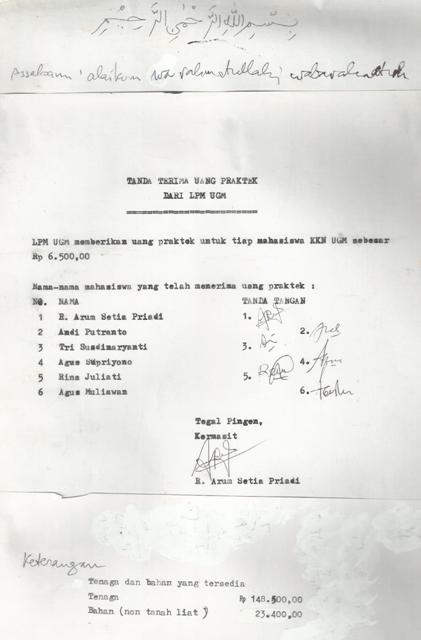 بِسْمِ اللهِ الرَّحْمٰنِ الرَّحِيْمِ
Assalaamu 'alaikum wa rahmatullahi wabarakatuh
TANDA TERIMA UANG PRAKTEK
DARI LPM UGM
LPM UGM memberikan uang praktek untuk tiap mahasiswa KKN UGM sebesar
Rp 6.500,00
Nama-nama mahasiswa yang telah menerima uang praktek :
NO. NAMA TANDA TANGAN
1 R. Arum Setia Priadi 1.
2 Andi Putranto 2.
3 Tri Susdimaryanti 3.
4 Agus Supriyono 4.
5 Rina Juliati 5.
6 Agus Muliawan 6.
Tegal Pingen,
Kormasit
R. Arum Setia Priadi
Keterangan
Tenaga dan bahan yang tersedia
Tenaga Rp 148.500,00
Bahan (non tanah liat) 23.400,00